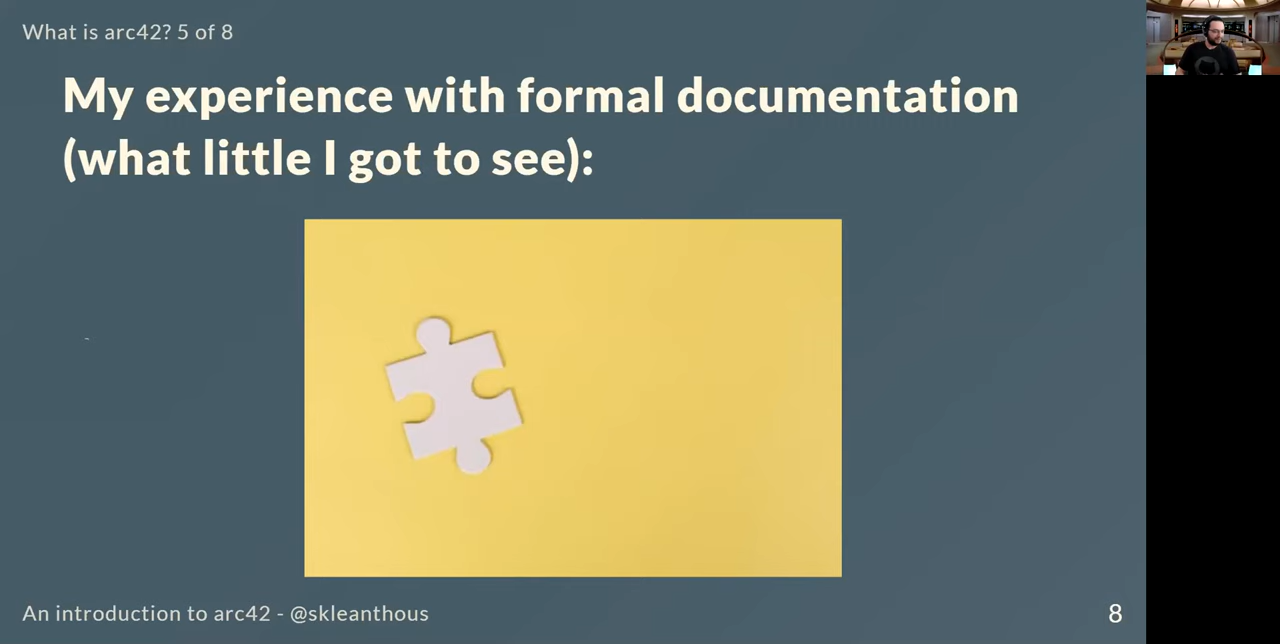 What is arc42? 5 of 8
My experience with formal documentation
(what little I got to see):
An introduction to arc42 - @skleanthous
8